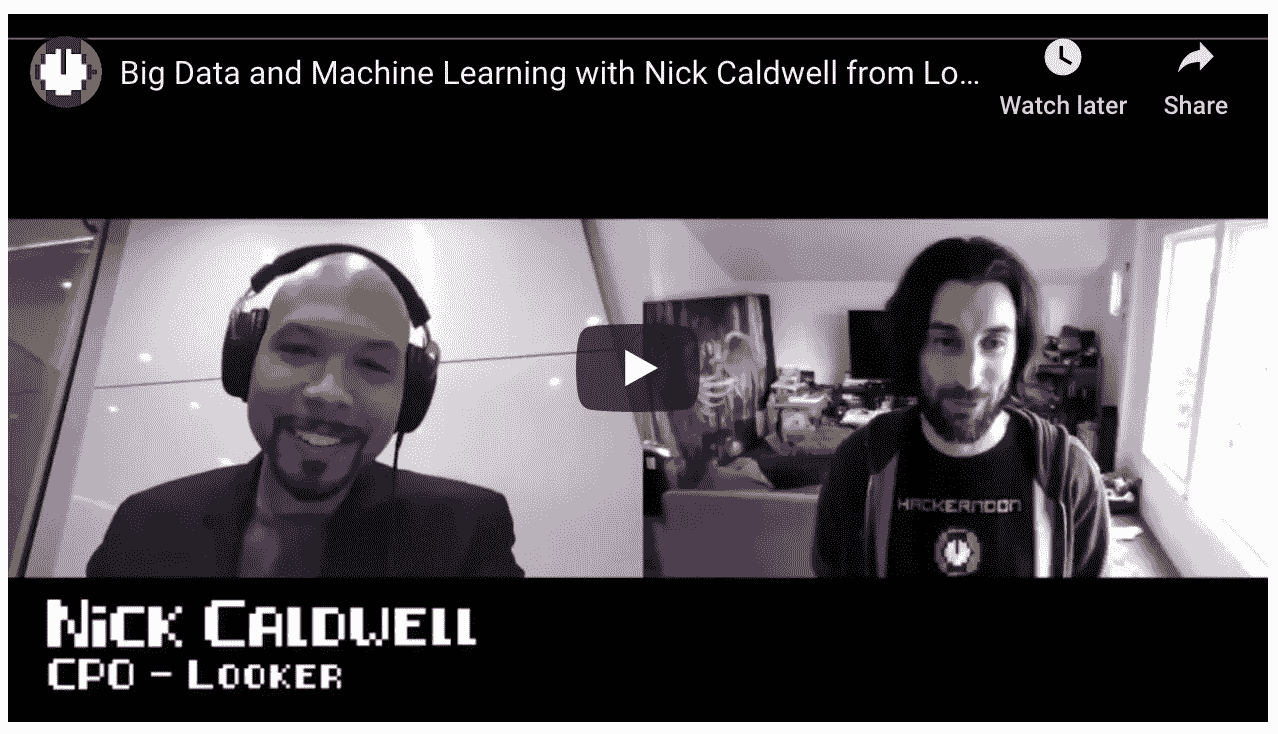 Big Data and Machine Learning with Nick Caldwell from Lo...
Watch later
Share
HACKERNOON
NiCK CALDWELL
CPO - LOOKER